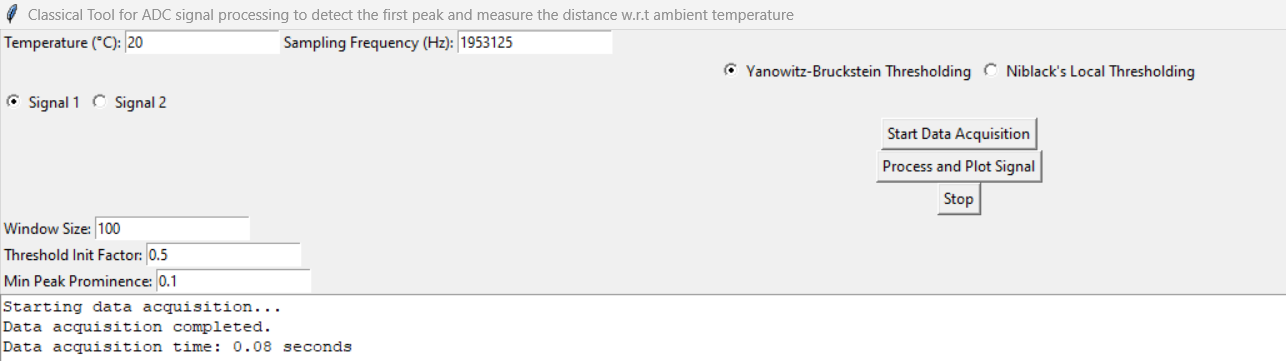 Classical Tool for ADC signal processing to detect the first peak and measure the distance w.r.t ambient temperature
Temperature (°C): 20 Sampling Frequency (Hz): 1953125
Yanowitz-Bruckstein Thresholding Niblack's Local Thresholding
Signal 1 Signal 2
Start Data Acquisition
Process and Plot Signal
Stop
Window Size: 100
Threshold Init Factor: 0.5
Min Peak Prominence: 0.1
Starting data acquisition...
Data acquisition completed.
Data acquisition time: 0.08 seconds